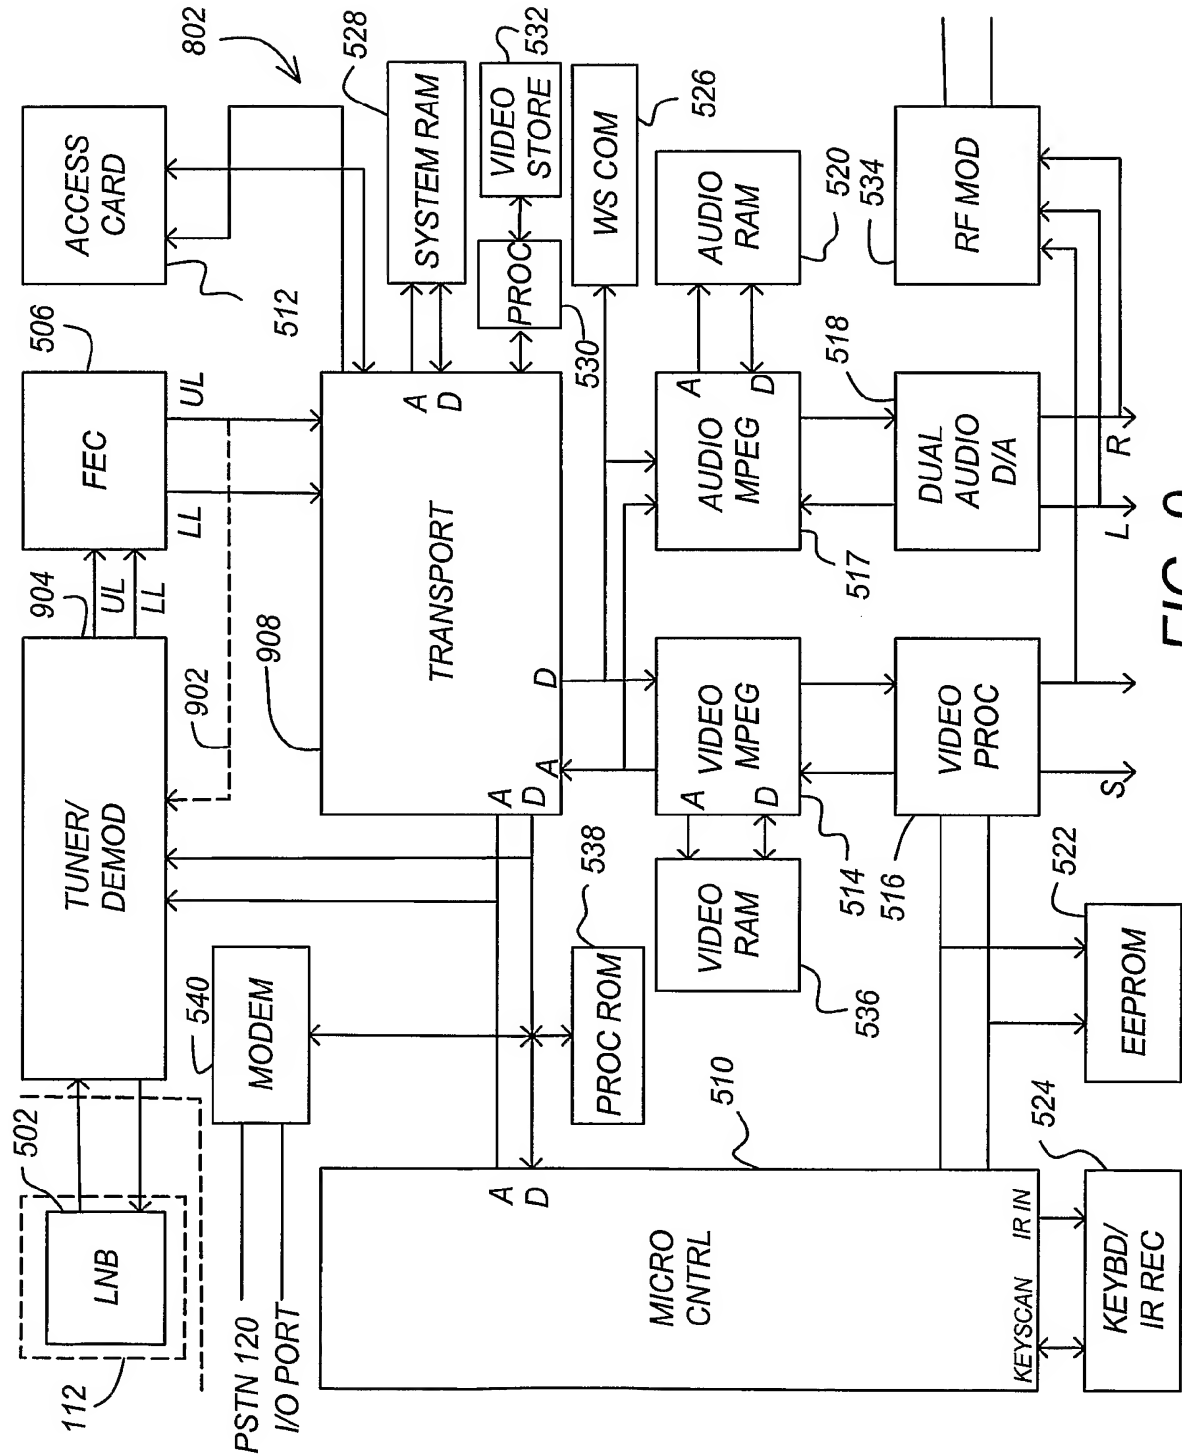 112
502
LNB
TUNER/
DEMOD
904
UL
LL
FEC
506
LL
UL
902
ACCESS
CARD
512
802
PSTN 120
I/O PORT
MODEM
540
908
TRANSPORT
A
D
A
D
A
D
SYSTEM RAM
528
PROC
530
VIDEO
STORE
532
WS COM
526
MICRO
CNTRL
510
A
D
KEYSCAN
IR IN
PROC ROM
538
VIDEO
RAM
536
VIDEO
MPEG
A
D
514
AUDIO
MPEG
A
D
517
AUDIO
RAM
520
VIDEO
PROC
516
S
DUAL
AUDIO
D/A
518
L
R
RF MOD
534
KEYBD/
IR REC
524
EEPROM
522
FIG.